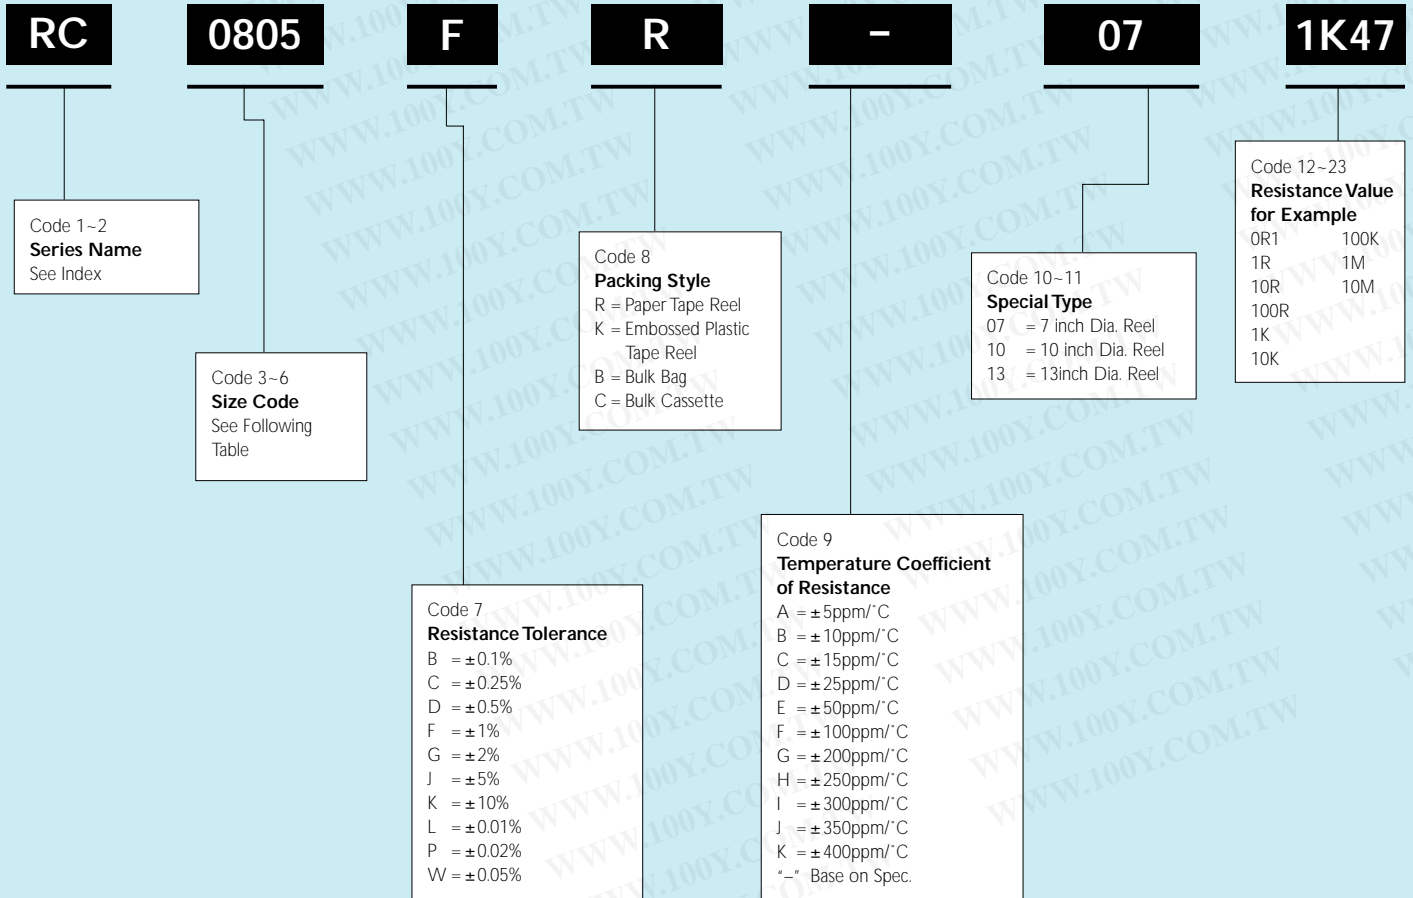 RC 0805 F R – 07 1K47
Code 1~2
Series Name
See Index
Code 3~6
Size Code
See Following
Table
Code 7
Resistance Tolerance
B = ±0.1%
C = ±0.25%
D = ±0.5%
F = ±1%
G = ±2%
J = ±5%
K = ±10%
L = ±0.01%
P = ±0.02%
W = ±0.05%
Code 8
Packing Style
R = Paper Tape Reel
K = Embossed Plastic
Tape Reel
B = Bulk Bag
C = Bulk Cassette
Code 9
Temperature Coefficient
of Resistance
A = ±5ppm/˚C
B = ±10ppm/˚C
C = ±15ppm/˚C
D = ±25ppm/˚C
E = ±50ppm/˚C
F = ±100ppm/˚C
G = ±200ppm/˚C
H = ±250ppm/˚C
I = ±300ppm/˚C
J = ±350ppm/˚C
K = ±400ppm/˚C
“–” Base on Spec.
Code 10~11
Special Type
07 = 7 inch Dia. Reel
10 = 10 inch Dia. Reel
13 = 13inch Dia. Reel
Code 12~23
Resistance Value
for Example
0R1 100K
1R 1M
10R 10M
100R
1K
10K
WWW.100Y.COM.TW